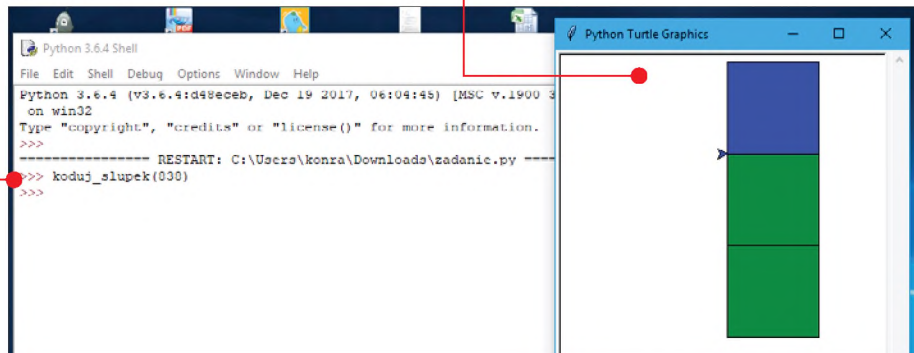 PDF
Python 3.6.4 Shell
File Edit Shell Debug Options Window Help
Python 3.6.4 (v3.6.4:d48eceb, Dec 19 2017, 06:04:45) [MSC v.1900 3
on win32
Type "copyright", "credits" or "license()" for more information.
>>>
================ RESTART: C:\Users\konra\Downloads\zadanie.py ====
>>> koduj_slupek(830)
>>>
Python Turtle Graphics